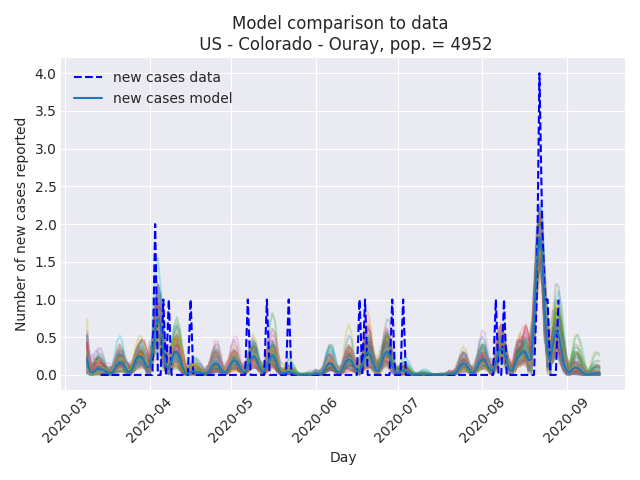 Model comparison to data
US - Colorado - Ouray, pop. = 4952
new cases data
new cases model
Number of new cases reported
4.0
3.5
3.0
2.5
2.0
1.5
1.0
0.5
0.0
2020-03
2020-04
2020-05
2020-06
2020-07
2020-08
2020-09
Day